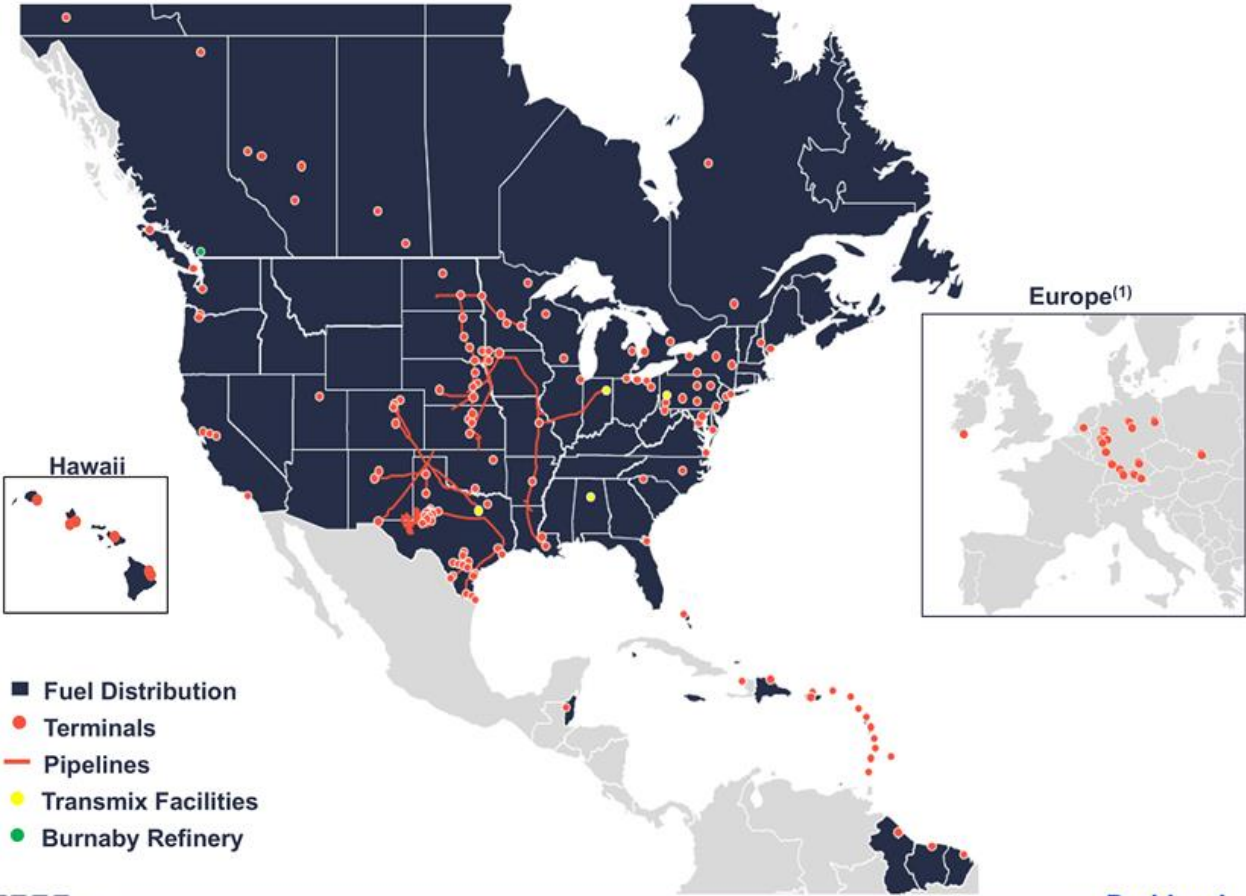 Europe(1)
Hawaii
Fuel Distribution
Terminals
Pipelines
Transmix Facilities
Burnaby Refinery